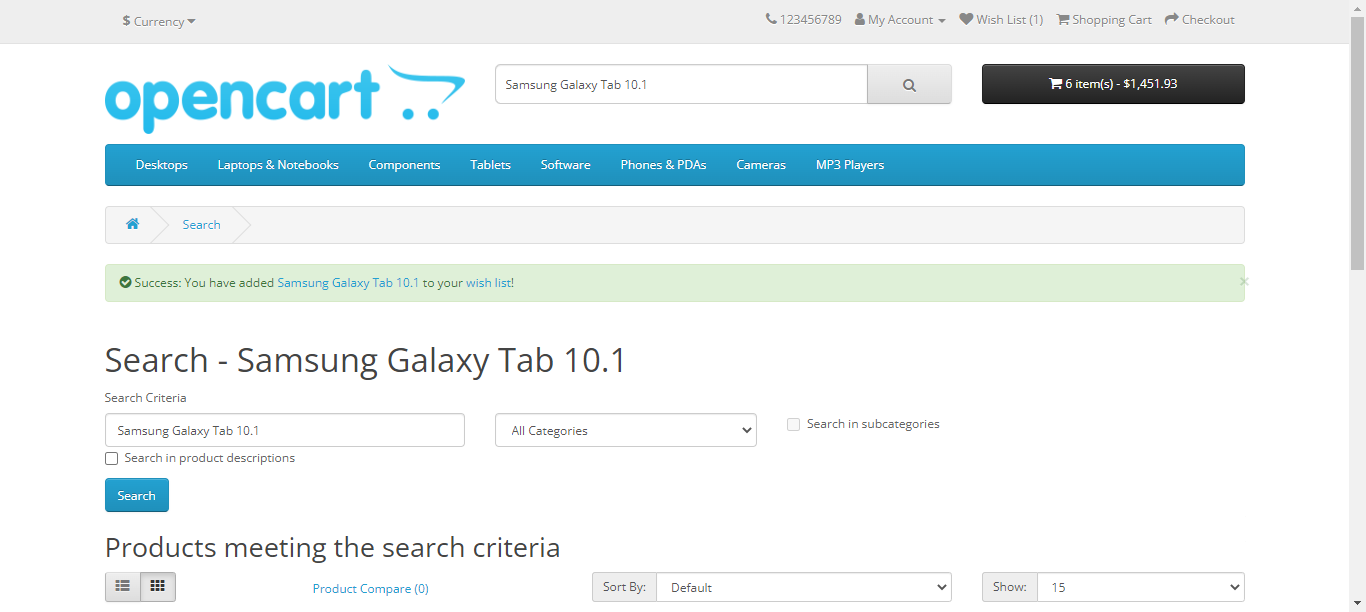 $ Currency
123456789 My Account Wish List (1) Shopping Cart Checkout
opencart
Samsung Galaxy Tab 10.1
6 item(s) - $1,451.93
Desktops Laptops & Notebooks Components Tablets Software Phones & PDAs Cameras MP3 Players
Search
Success: You have added Samsung Galaxy Tab 10.1 to your wish list!
×
Search - Samsung Galaxy Tab 10.1
Search Criteria
Samsung Galaxy Tab 10.1
All Categories
Search in subcategories
Search in product descriptions
Search
Products meeting the search criteria
Product Compare (0)
Sort By: Default
Show: 15